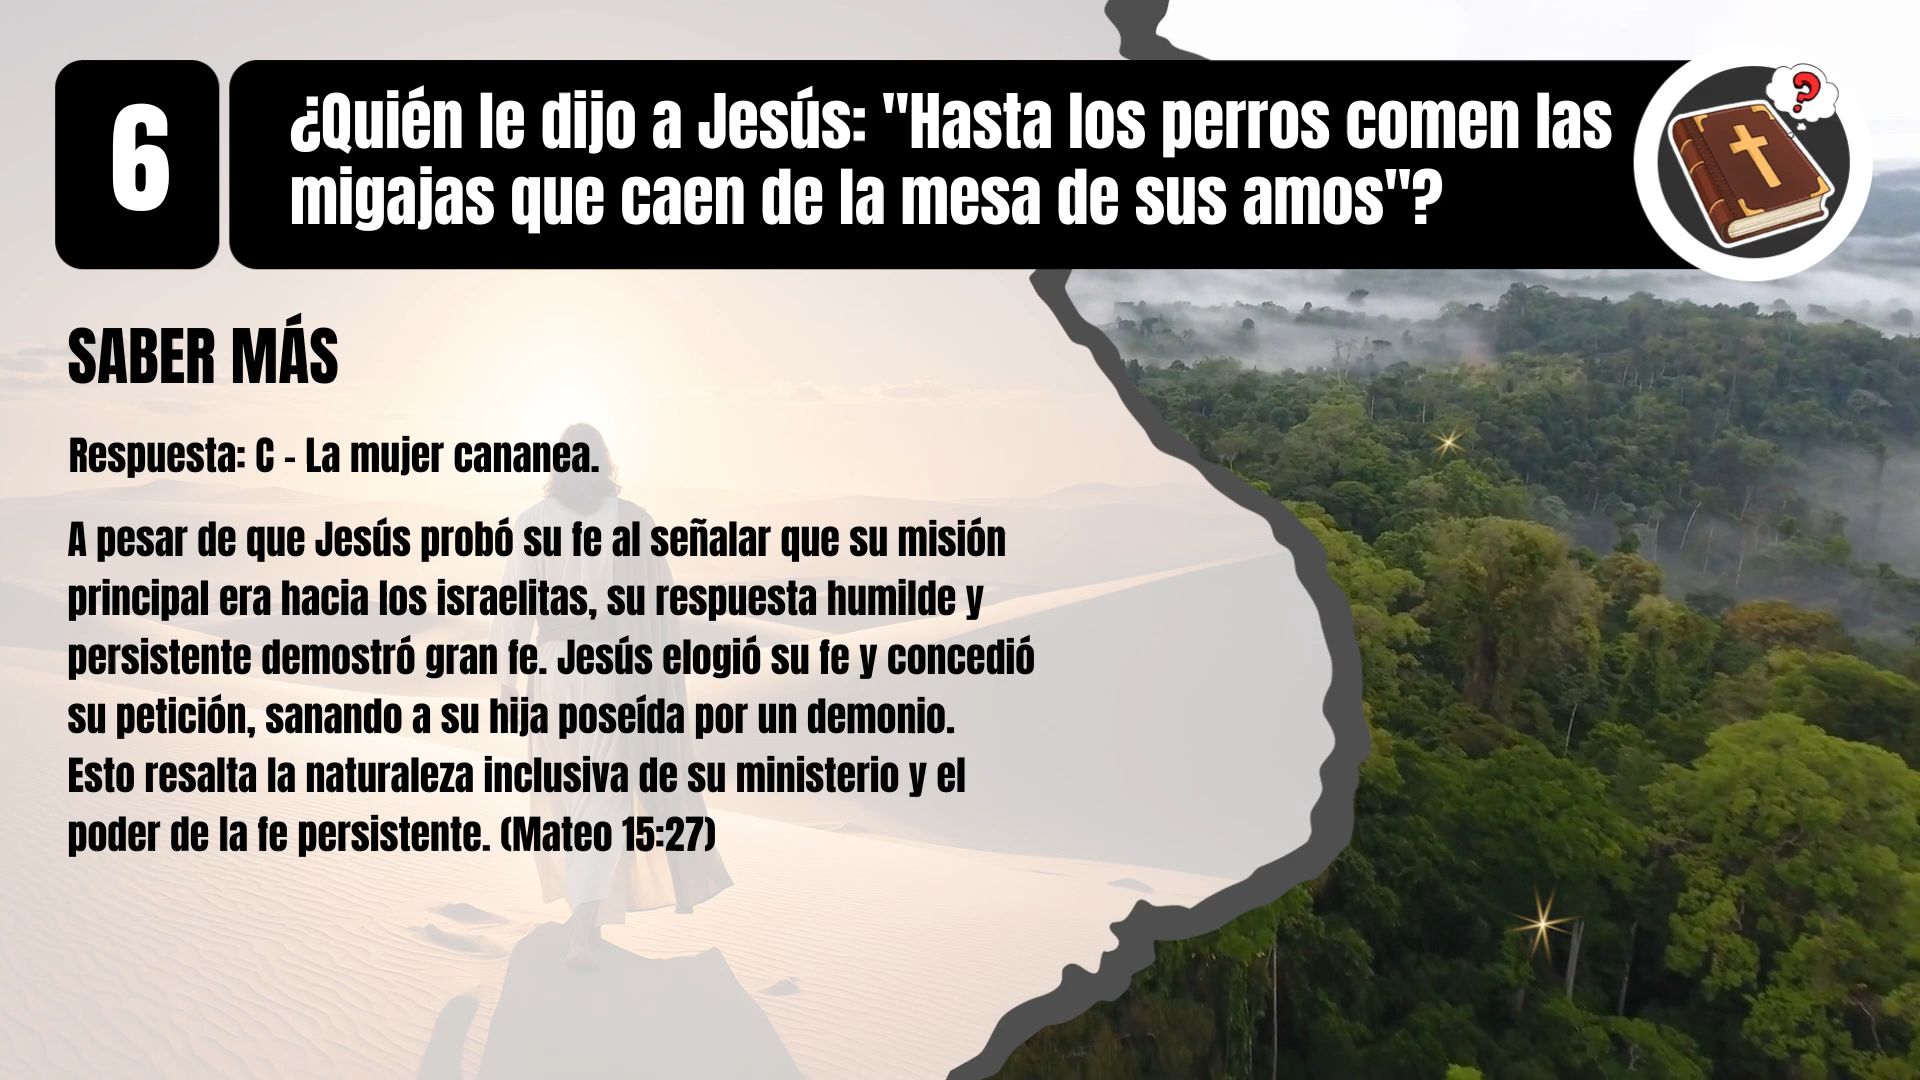 6
¿Quién le dijo a Jesús: "Hasta los perros comen las
migajas que caen de la mesa de sus amos"?
?
SABER MÁS
Respuesta: C - La mujer cananea.
A pesar de que Jesús probó su fe al señalar que su misión
principal era hacia los israelitas, su respuesta humilde y
persistente demostró gran fe. Jesús elogió su fe y concedió
su petición, sanando a su hija poseída por un demonio.
Esto resalta la naturaleza inclusiva de su ministerio y el
poder de la fe persistente. (Mateo 15:27)